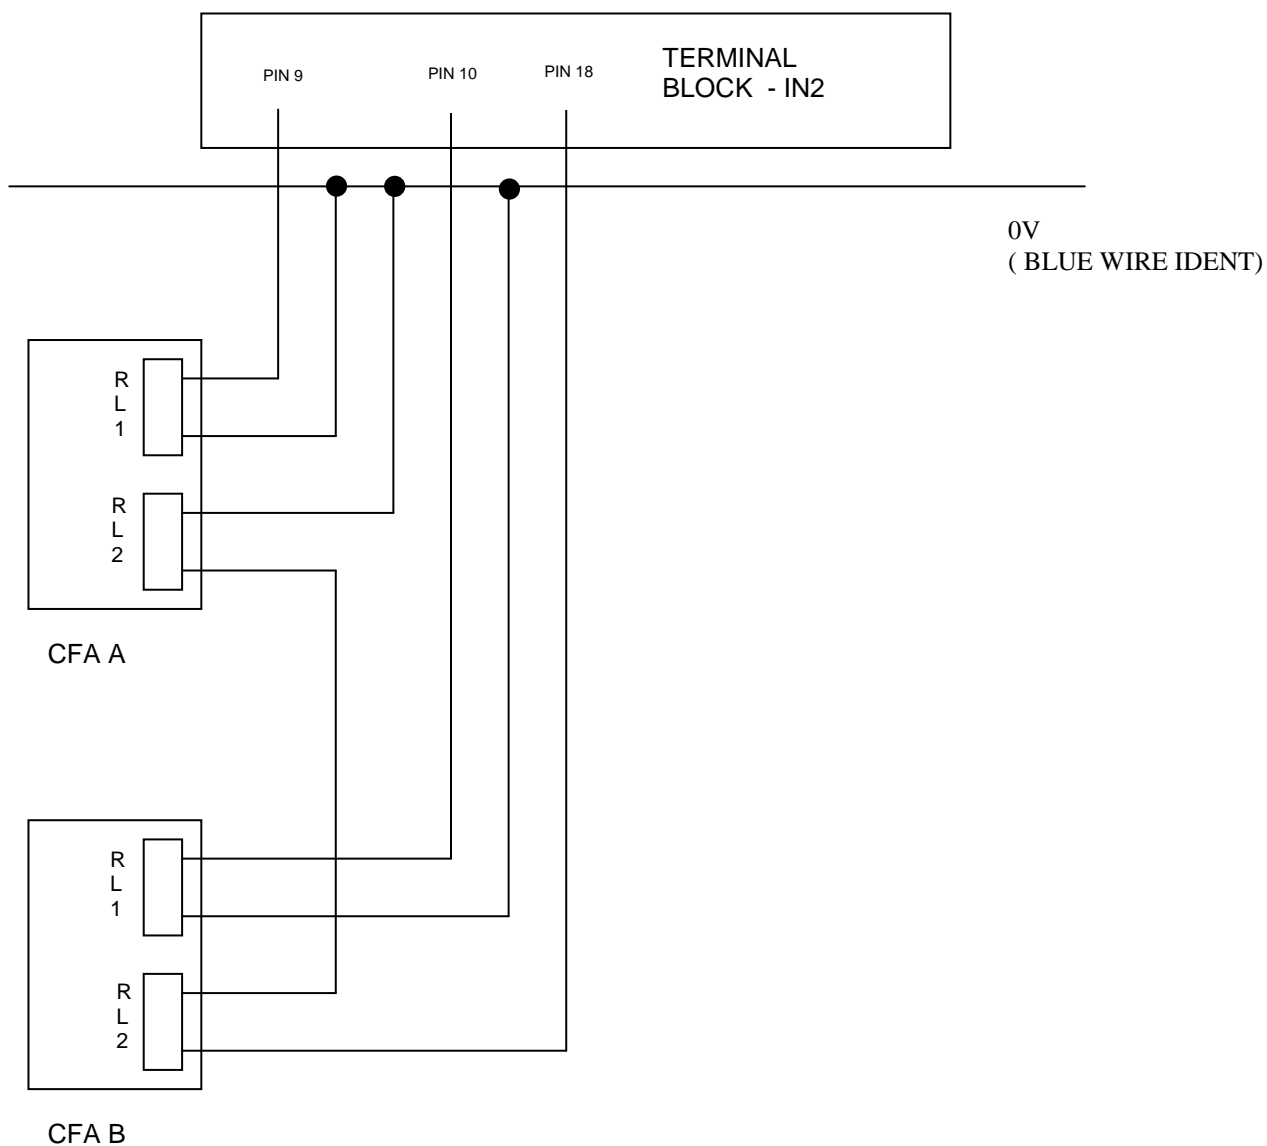 PIN 9
PIN 10
PIN 18
TERMINAL
BLOCK - IN2
0V
( BLUE WIRE IDENT)
R
L
1
R
L
2
CFA A
R
L
1
R
L
2
CFA B